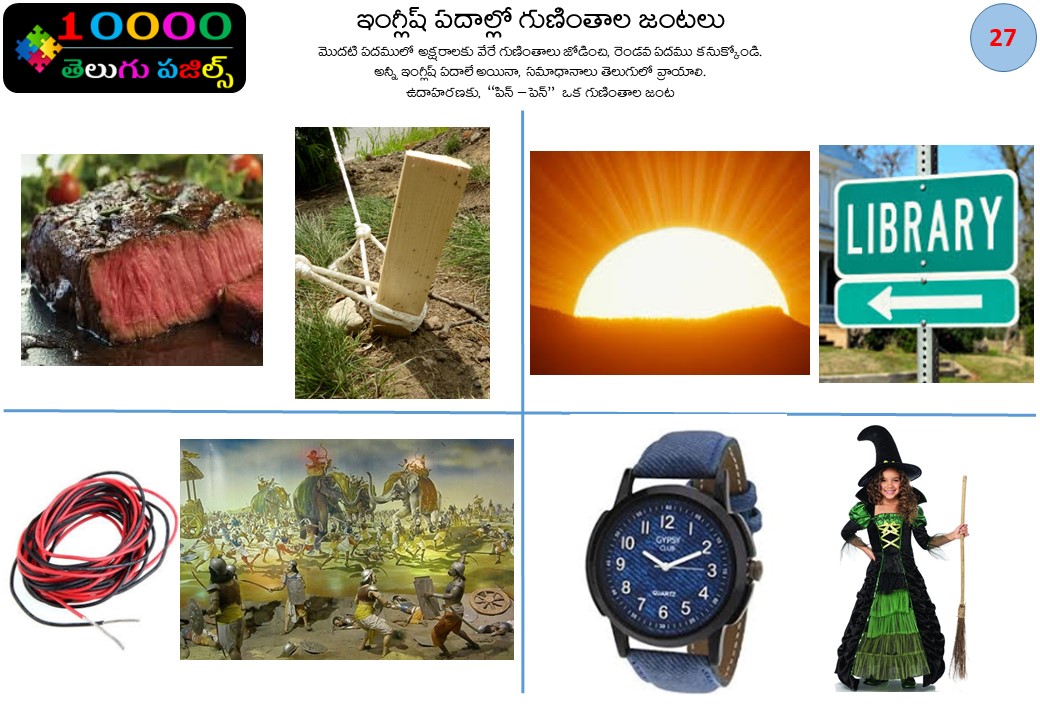 10000
తెలుగు పజిల్స్
ఇంగ్లీష్ పదాల్లో గుణింతాల జంటలు
27
మొదటి పదములో అక్షరాలకు వేరే గుణింతాలు జోడించి, రెండవ పదము కనుక్కోండి.
అన్నీ ఇంగ్లీష్ పదాలే అయినా, సమాధానాలు తెలుగులో వ్రాయాలి.
ఉదాహరణకు, “పిన్ – పెన్” ఒక గుణింతాల జంట
LIBRARY
12
1
2
3
4
5
6
7
8
9
10
11
GYPSY
CLUB
QUARTZ